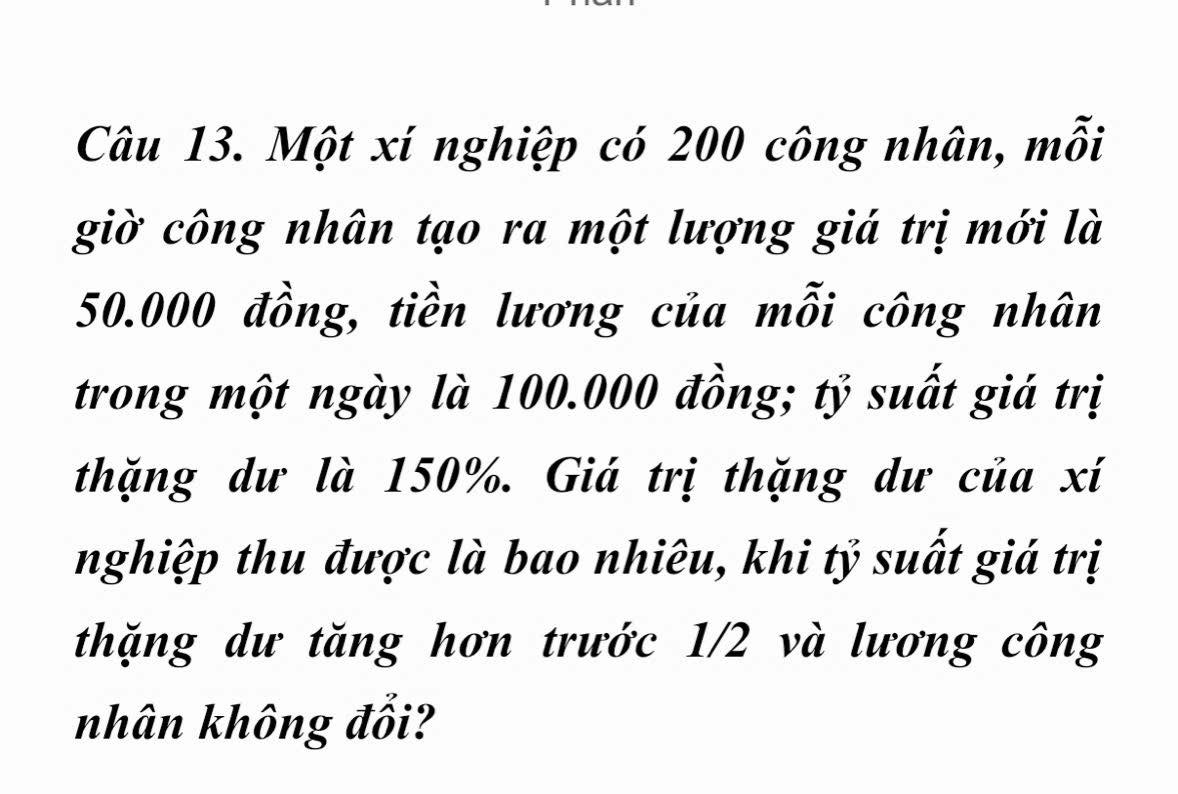 Câu 13. Một xí nghiệp có 200 công nhân, mỗi
giờ công nhân tạo ra một lượng giá trị mới là
50.000 đồng, tiền lương của mỗi công nhân
trong một ngày là 100.000 đồng; tỷ suất giá trị
thặng dư là 150%. Giá trị thặng dư của xí
nghiệp thu được là bao nhiêu, khi tỷ suất giá trị
thặng dư tăng hơn trước 1/2 và lương công
nhân không đổi?